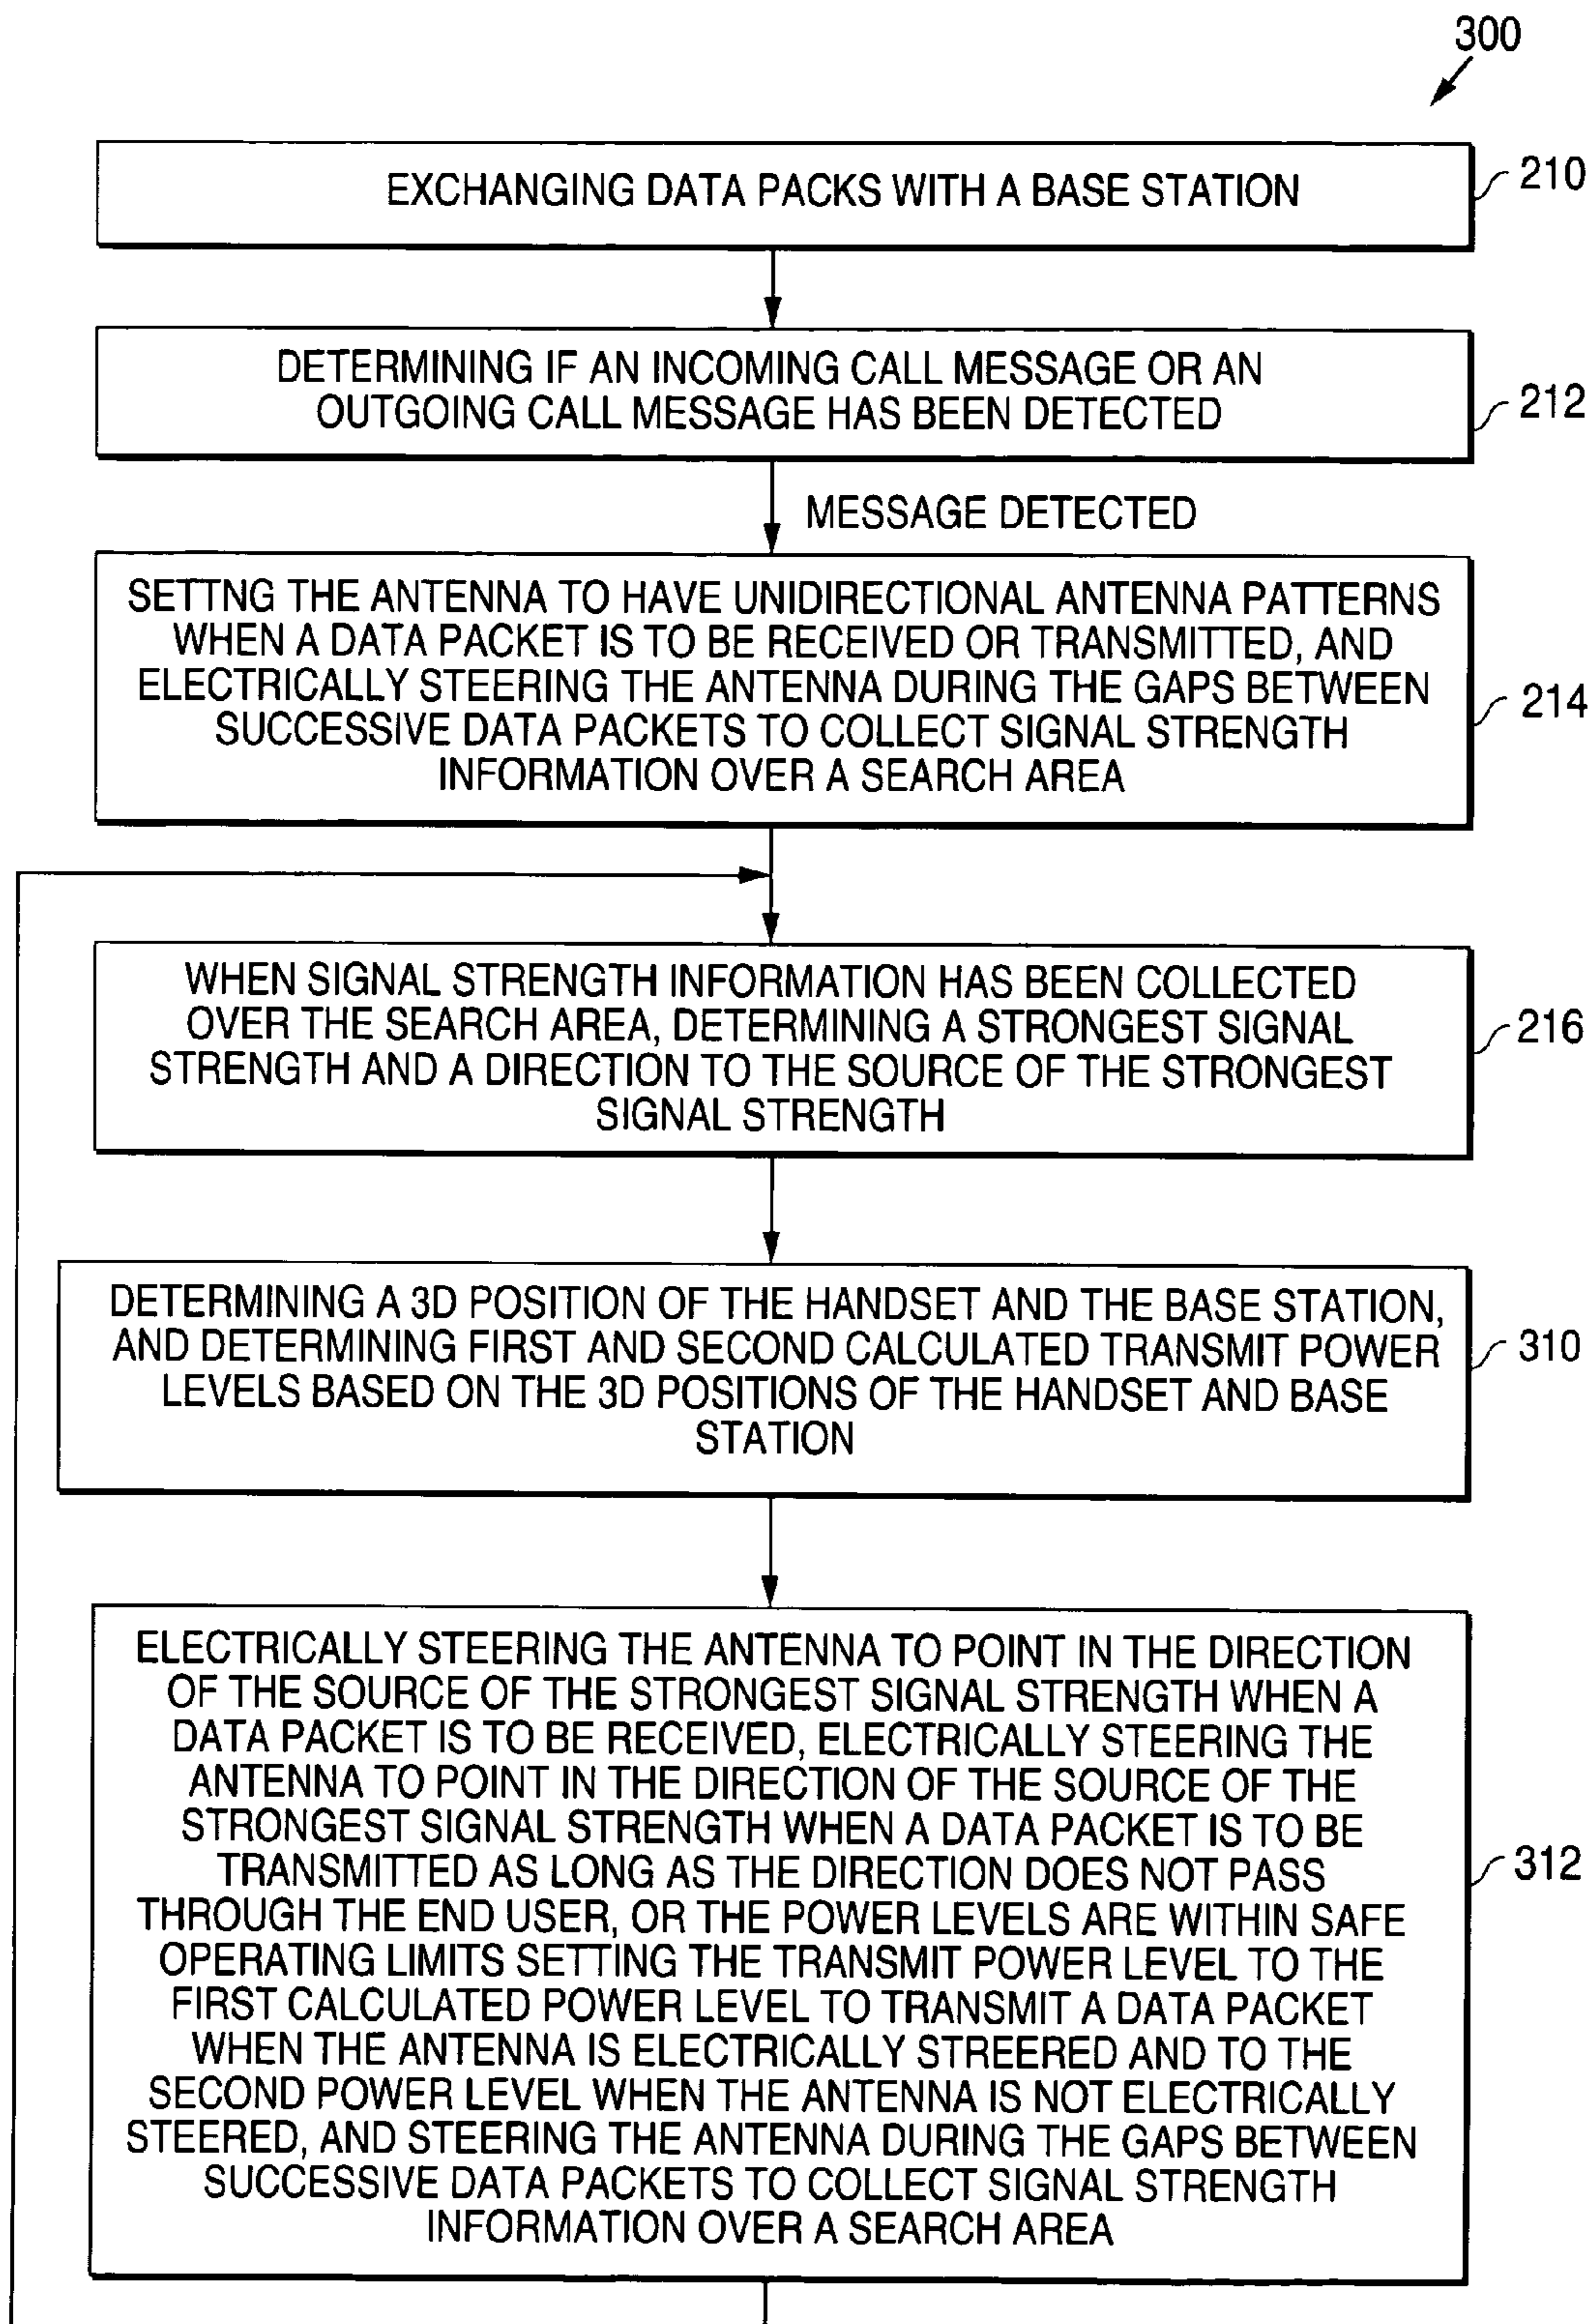 300
EXCHANGING DATA PACKS WITH A BASE STATION
210
DETERMINING IF AN INCOMING CALL MESSAGE OR AN
OUTGOING CALL MESSAGE HAS BEEN DETECTED
212
MESSAGE DETECTED
SETTNG THE ANTENNA TO HAVE UNIDIRECTIONAL ANTENNA PATTERNS
WHEN A DATA PACKET IS TO BE RECEIVED OR TRANSMITTED, AND
ELECTRICALLY STEERING THE ANTENNA DURING THE GAPS BETWEEN
SUCCESSIVE DATA PACKETS TO COLLECT SIGNAL STRENGTH
INFORMATION OVER A SEARCH AREA
214
WHEN SIGNAL STRENGTH INFORMATION HAS BEEN COLLECTED
OVER THE SEARCH AREA, DETERMINING A STRONGEST SIGNAL
STRENGTH AND A DIRECTION TO THE SOURCE OF THE STRONGEST
SIGNAL STRENGTH
216
DETERMINING A 3D POSITION OF THE HANDSET AND THE BASE STATION,
AND DETERMINING FIRST AND SECOND CALCULATED TRANSMIT POWER
LEVELS BASED ON THE 3D POSITIONS OF THE HANDSET AND BASE
STATION
310
ELECTRICALLY STEERING THE ANTENNA TO POINT IN THE DIRECTION
OF THE SOURCE OF THE STRONGEST SIGNAL STRENGTH WHEN A
DATA PACKET IS TO BE RECEIVED, ELECTRICALLY STEERING THE
ANTENNA TO POINT IN THE DIRECTION OF THE SOURCE OF THE
STRONGEST SIGNAL STRENGTH WHEN A DATA PACKET IS TO BE
TRANSMITTED AS LONG AS THE DIRECTION DOES NOT PASS
THROUGH THE END USER, OR THE POWER LEVELS ARE WITHIN SAFE
OPERATING LIMITS SETTING THE TRANSMIT POWER LEVEL TO THE
FIRST CALCULATED POWER LEVEL TO TRANSMIT A DATA PACKET
WHEN THE ANTENNA IS ELECTRICALLY STREERED AND TO THE
SECOND POWER LEVEL WHEN THE ANTENNA IS NOT ELECTRICALLY
STEERED, AND STEERING THE ANTENNA DURING THE GAPS BETWEEN
SUCCESSIVE DATA PACKETS TO COLLECT SIGNAL STRENGTH
INFORMATION OVER A SEARCH AREA
312